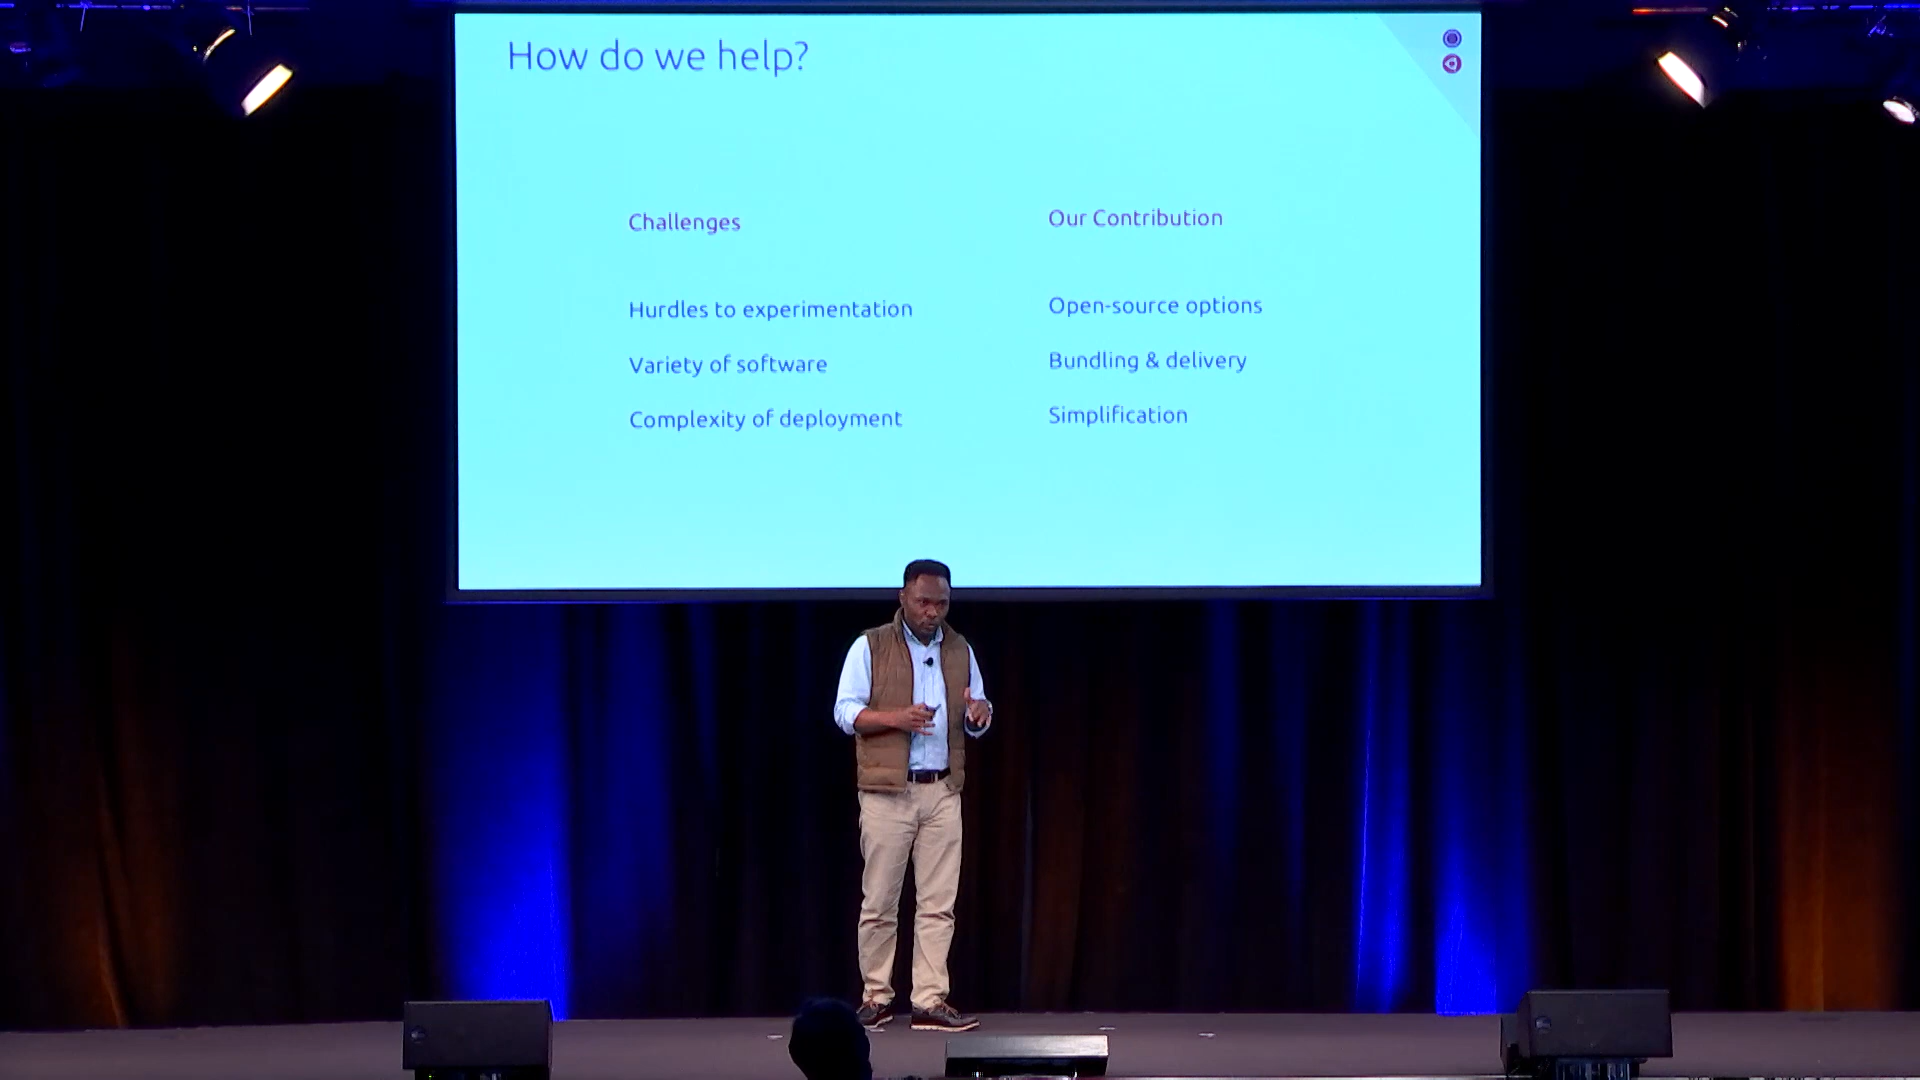 How do we help?
Challenges
Our Contribution
Hurdles to experimentation
Open-source options
Variety of software
Bundling & delivery
Complexity of deployment
Simplification